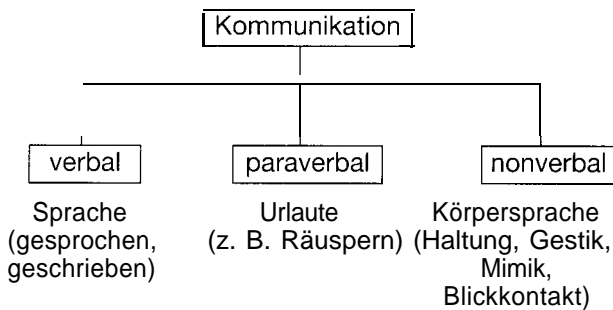 Kommunikation
verbal
paraverbal
nonverbal
Sprache
(gesprochen,
geschrieben)
Urlaute
(z. B. Räuspern)
Körpersprache
(Haltung, Gestik,
Mimik,
Blickkontakt)